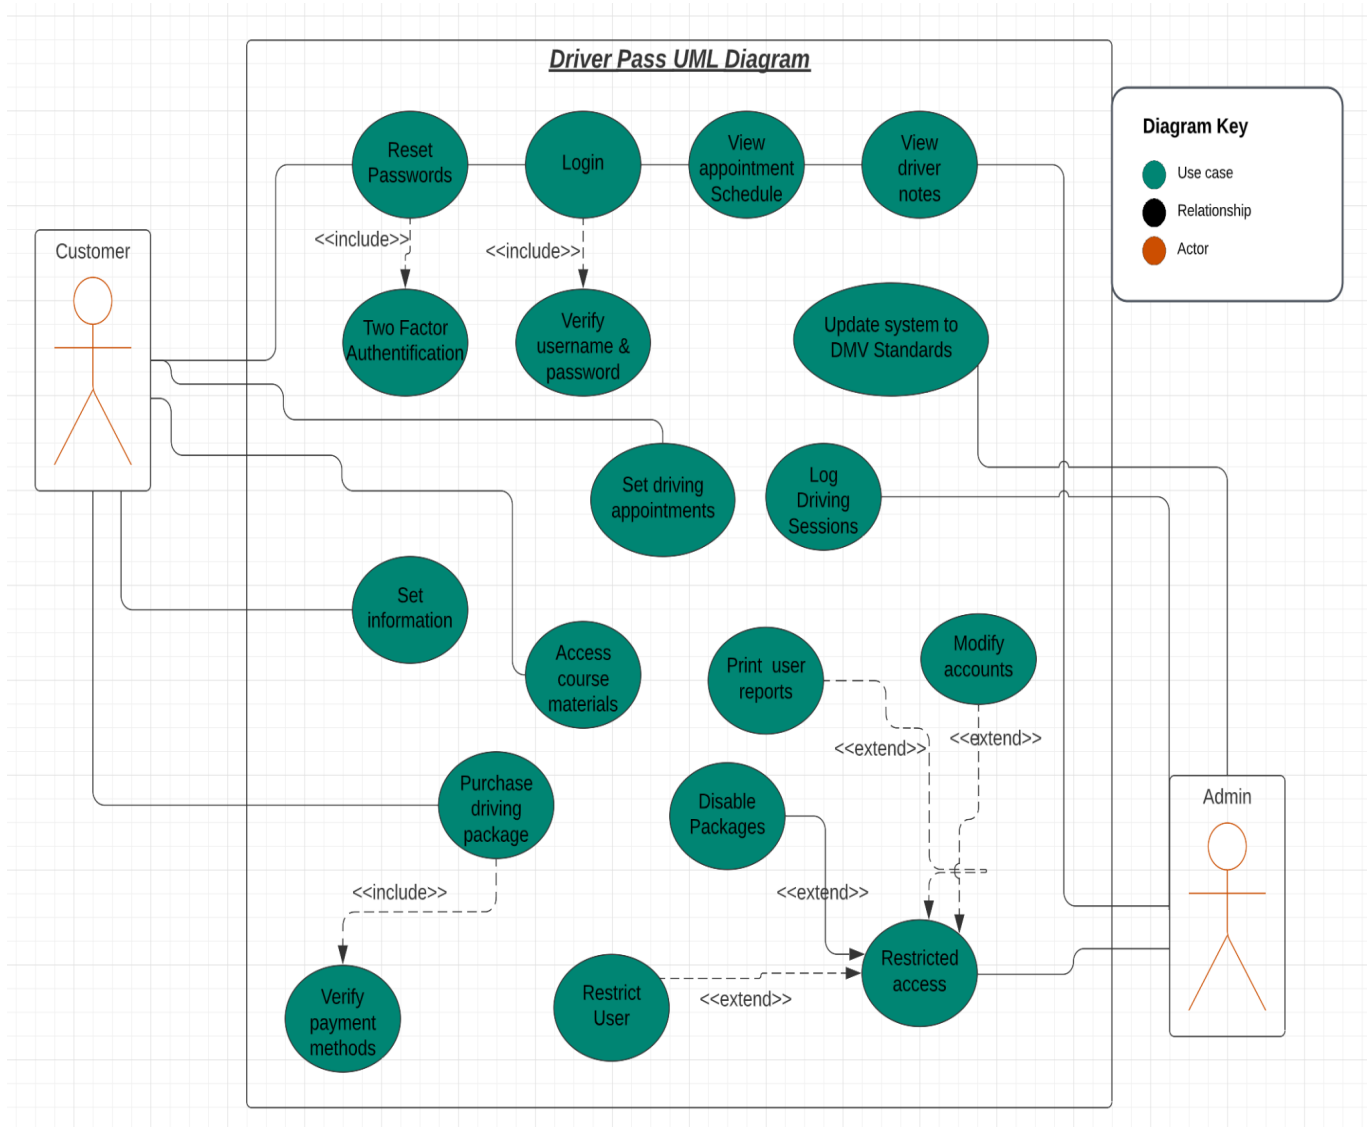 Driver Pass UML Diagram
Diagram Key
Use case
Relationship
Actor
Reset
Passwords
Login
View
appointment
Schedule
View
driver
notes
<<include>>
<<include>>
Customer
Two Factor
Authentification
Verify
username &
password
Update system to
DMV Standards
Set driving
appointments
Log
Driving
Sessions
Set
information
Access
course
materials
Print  user
reports
Modify
accounts
<<extend>>
<<extend>>
Purchase
driving
package
Disable
Packages
Admin
<<include>>
<<extend>>
Verify
payment
methods
Restrict
User
<<extend>>
Restricted
access